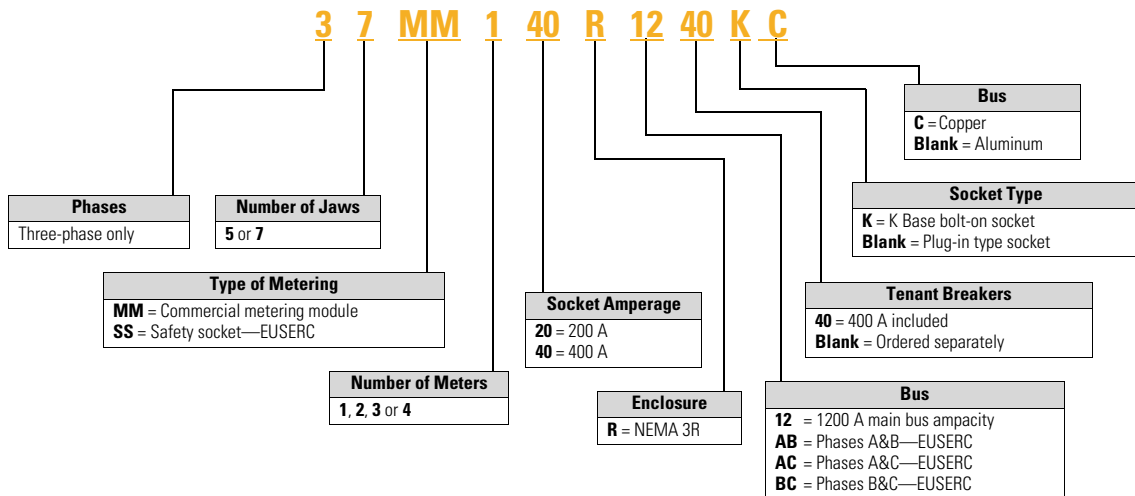 3 7 MM 1 40 R 12 40 K C
Bus
C = Copper
Blank = Aluminum
Phases
Three-phase only
Number of Jaws
5 or 7
Socket Type
K = K Base bolt-on socket
Blank = Plug-in type socket
Type of Metering
MM = Commercial metering module
SS = Safety socket—EUSERC
Socket Amperage
20 = 200 A
40 = 400 A
Tenant Breakers
40 = 400 A included
Blank = Ordered separately
Number of Meters
1, 2, 3 or 4
Enclosure
R = NEMA 3R
Bus
12 = 1200 A main bus ampacity
AB = Phases A&B—EUSERC
AC = Phases A&C—EUSERC
BC = Phases B&C—EUSERC